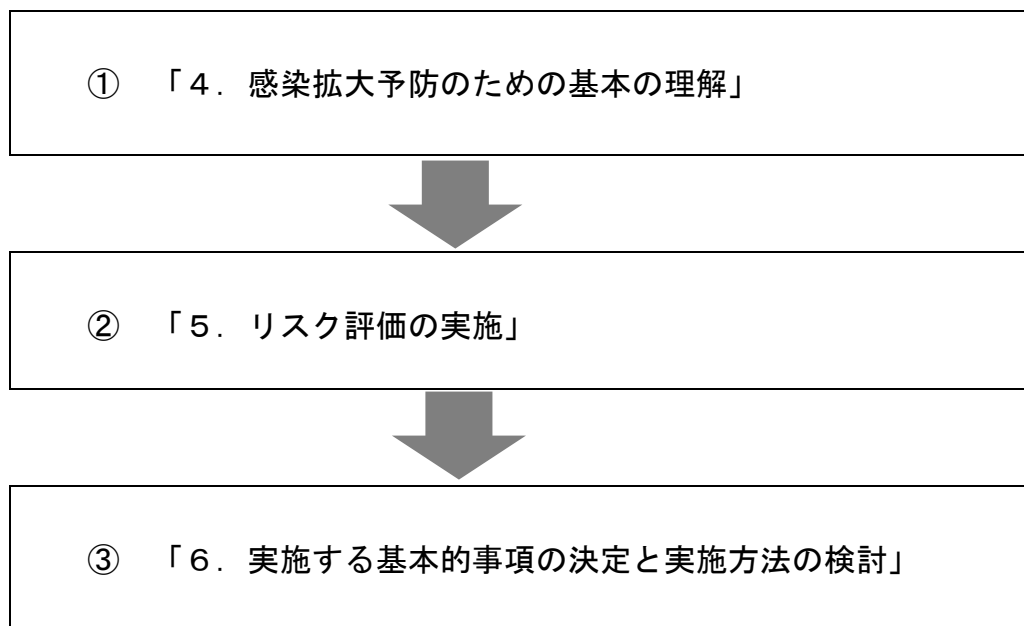 ① 「４．感染拡大予防のための基本の理解」
② 「５．リスク評価の実施」
③ 「６．実施する基本的事項の決定と実施方法の検討」